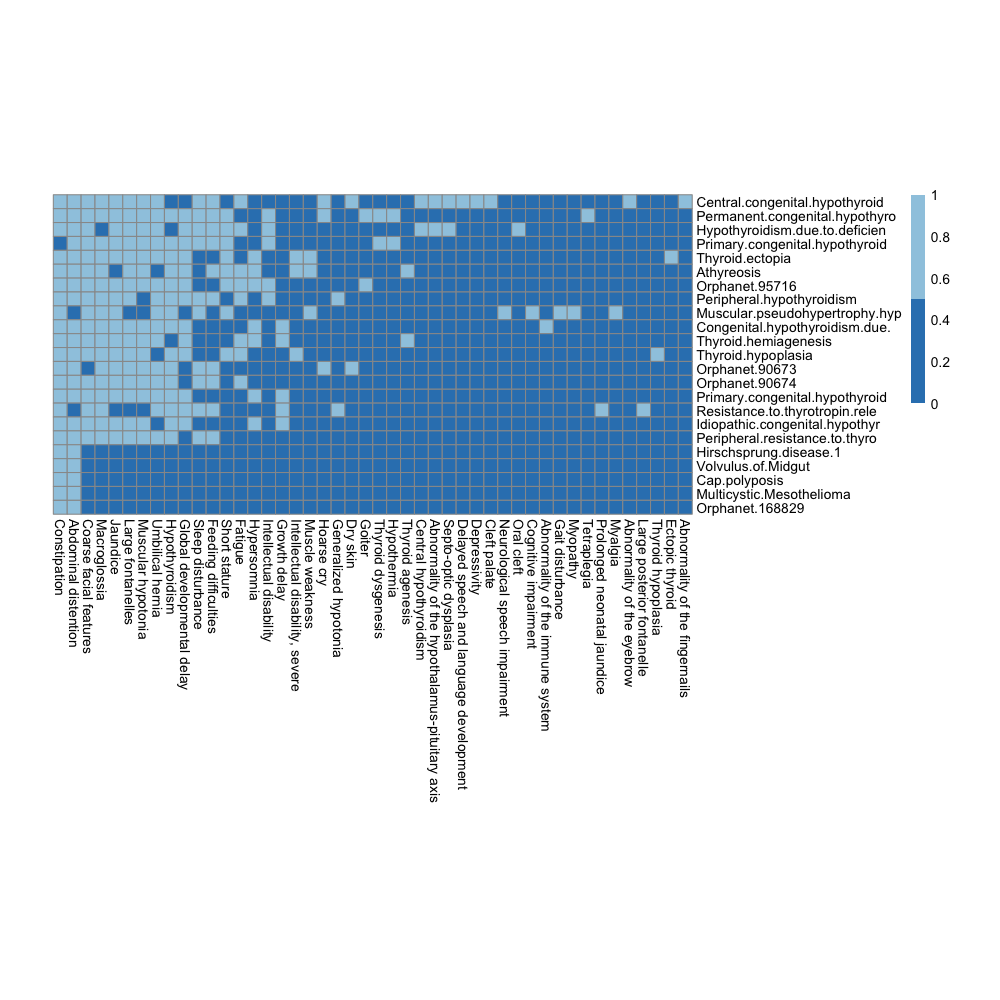 Central.congenital.hypothyroid
Permanent.congenital.hypothyro
Hypothyroidism.due.to.deficien
Primary.congenital.hypothyroid
Thyroid.ectopia
Athyreosis
Orphanet.95716
Peripheral.hypothyroidism
Muscular.pseudohypertrophy.hyp
Congenital.hypothyroidism.due.
Thyroid.hemiagenesis
Thyroid.hypoplasia
Orphanet.90673
Orphanet.90674
Primary.congenital.hypothyroid
Resistance.to.thyrotropin.rele
Idiopathic.congenital.hypothyr
Peripheral.resistance.to.thyro
Hirschsprung.disease.1
Volvulus.of.Midgut
Cap.polyposis
Multicystic.Mesothelioma
Orphanet.168829
1
0.8
0.6
0.4
0.2
0
Constipation
Abdominal distention
Coarse facial features
Macroglossia
Jaundice
Large fontanelles
Muscular hypotonia
Umbilical hernia
Hypothyroidism
Global developmental delay
Sleep disturbance
Feeding difficulties
Short stature
Fatigue
Hypersomnia
Intellectual disability
Growth delay
Intellectual disability, severe
Muscle weakness
Hoarse cry
Generalized hypotonia
Dry skin
Goiter
Thyroid dysgenesis
Hypothermia
Thyroid agenesis
Central hypothyroidism
Abnormality of the hypothalamus-pituitary axis
Septo-optic dysplasia
Delayed speech and language development
Depressivity
Cleft palate
Neurological speech impairment
Oral cleft
Cognitive impairment
Abnormality of the immune system
Gait disturbance
Myopathy
Tetraplegia
Prolonged neonatal jaundice
Myalgia
Abnormality of the eyebrow
Large posterior fontanelle
Thyroid hypoplasia
Ectopic thyroid
Abnormality of the fingernails